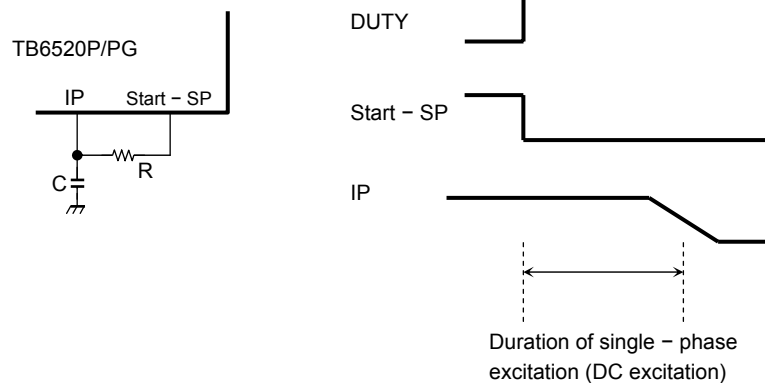 TB6520P/PG
IP
Start − SP
R
C
DUTY
Start − SP
IP
Duration of single − phase
excitation (DC excitation)